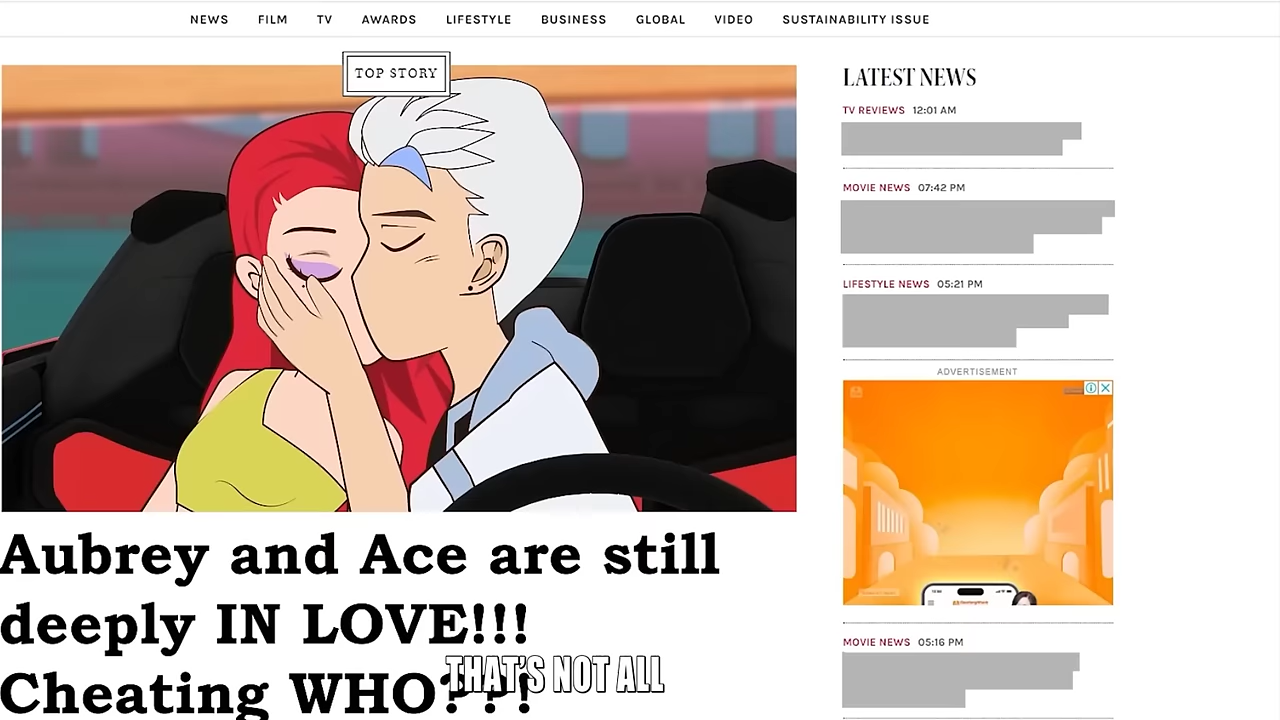 NEWS FILM TV AWARDS LIFESTYLE BUSINESS GLOBAL VIDEO SUSTAINABILITY ISSUE
TOP STORY
Aubrey and Ace are still
deeply IN LOVE!!!
Cheating WHO???!
THAT'S NOT ALL
LATEST NEWS
TV REVIEWS 12:01 AM
MOVIE NEWS 07:42 PM
LIFESTYLE NEWS 05:21 PM
ADVERTISEMENT
MOVIE NEWS 05:16 PM